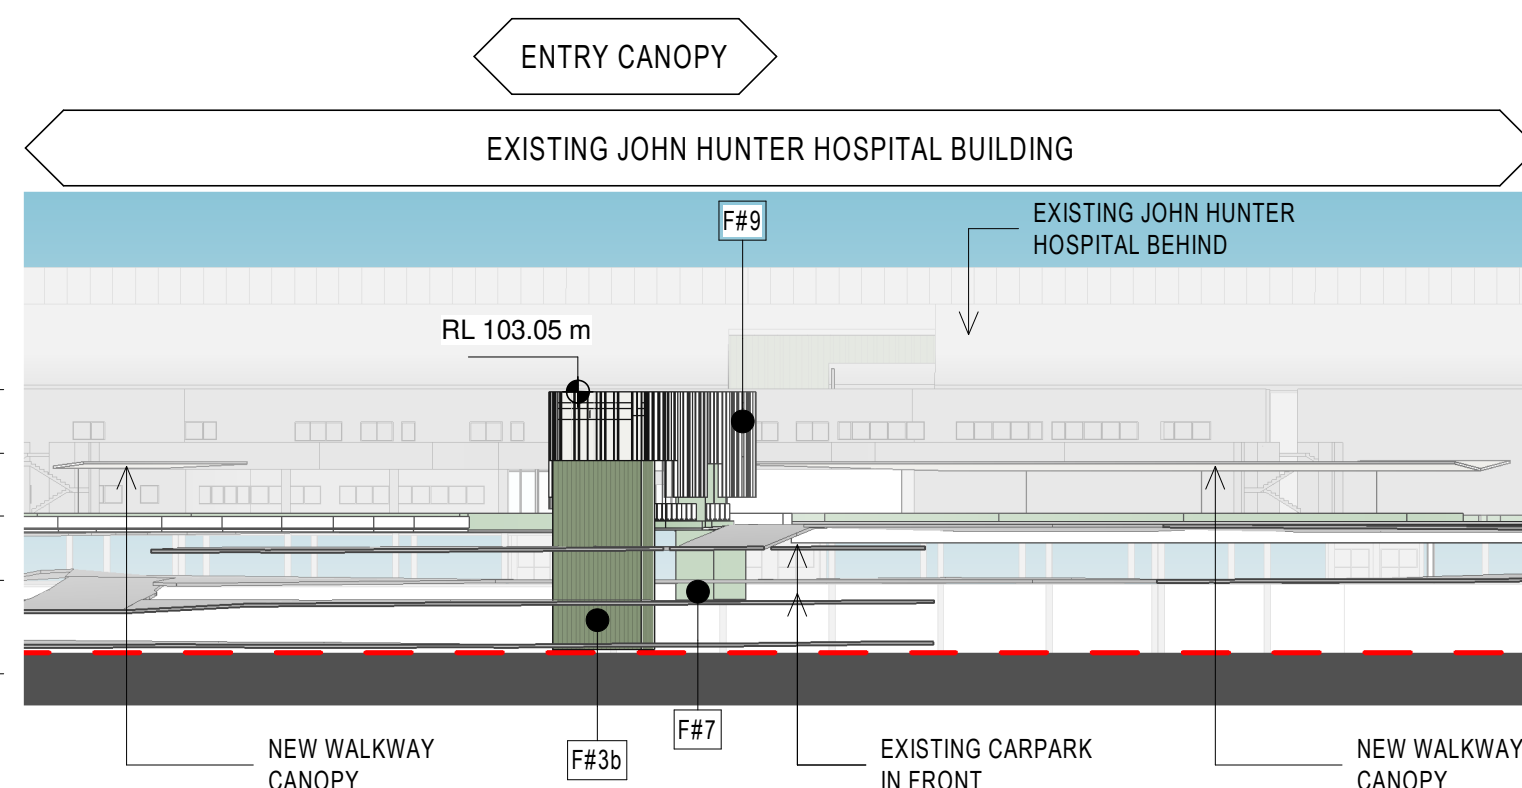 ENTRY CANOPY
EXISTING JOHN HUNTER HOSPITAL BUILDING
F#9
EXISTING JOHN HUNTER
HOSPITAL BEHIND
RL 103.05 m
F#7
F#3b
NEW WALKWAY
CANOPY
EXISTING CARPARK
IN FRONT
NEW WALKWAY
CANOPY